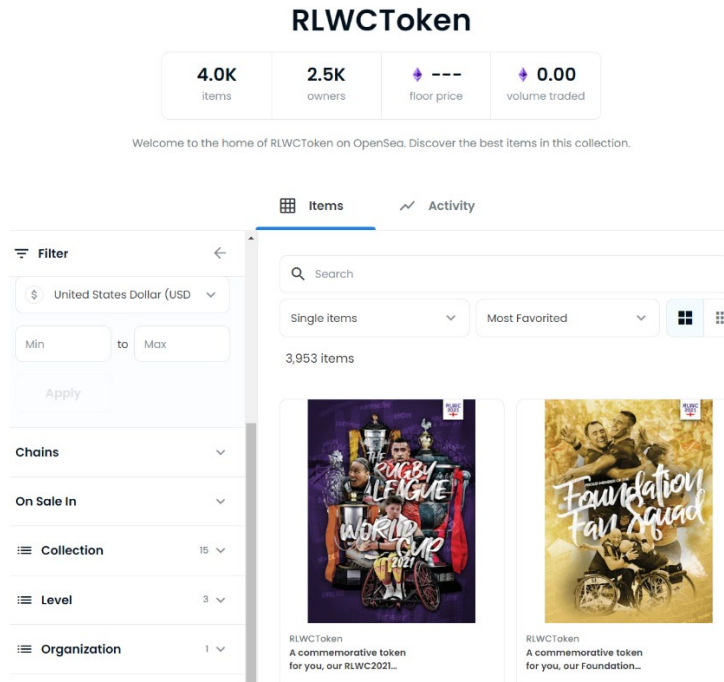 RLWCToken
4.0K
items
2.5K
owners
---
floor price
0.00
volume traded
Welcome to the home of RLWCToken on OpenSea. Discover the best items in this collection.
Items
Activity
Filter
$ United States Dollar (USD
Min to Max
Apply
Chains
On Sale In
Collection 15
Level 3
Organization 1
Search
Single items
Most Favorited
3,953 items
RLWC
2021
THE
RUGBY
LEAGUE
WORLD
CUP
2021
RLWCToken
A commemorative token
for you, our RLWC2021...
RLWC
2021
PROUD MEMBER OF THE
Foundation
Fan Squad
RLWCToken
A commemorative token
for you, our Foundation...